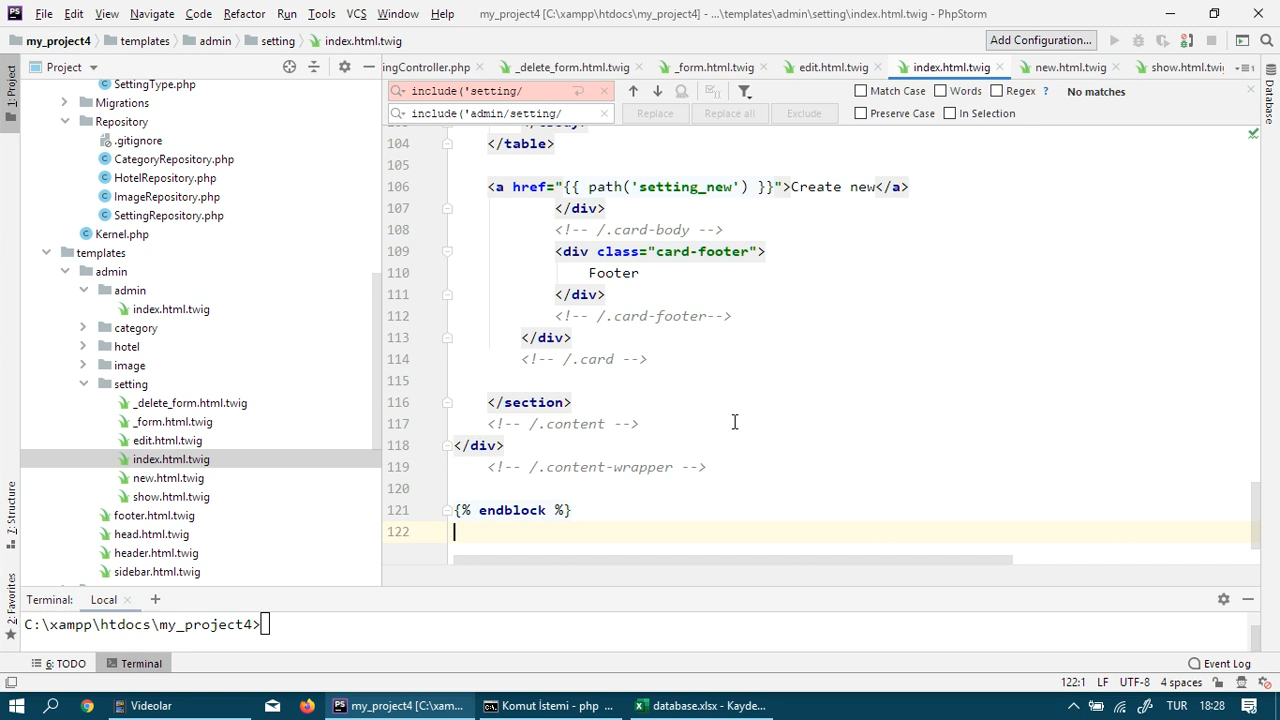 File Edit View Navigate Code Refactor Run Tools VCS Window Help my_project4 [C:\xampp\htdocs\my_project4] - ...\templates\admin\setting\index.html.twig - PhpStorm
my_project4 templates admin setting index.html.twig Add Configuration...
Project ingController.php _delete_form.html.twig _form.html.twig edit.html.twig index.html.twig new.html.twig show.html.twi
1: Project
Database
include('setting/ Match Case Words Regex ? No matches
include('admin/setting/ Replace Replace all Exclude Preserve Case In Selection
SettingType.php
Migrations
Repository
.gitignore
CategoryRepository.php
HotelRepository.php
ImageRepository.php
SettingRepository.php
Kernel.php
templates
admin
admin
index.html.twig
category
hotel
image
setting
_delete_form.html.twig
_form.html.twig
edit.html.twig
index.html.twig
new.html.twig
show.html.twig
footer.html.twig
head.html.twig
header.html.twig
sidebar.html.twig
104 </table>
105
106 <a href="{{ path('setting_new') }}">Create new</a>
107 </div>
108 <!-- /.card-body -->
109 <div class="card-footer">
110 Footer
111 </div>
112 <!-- /.card-footer-->
113 </div>
114 <!-- /.card -->
115
116 </section>
117 <!-- /.content -->
118 </div>
119 <!-- /.content-wrapper -->
120
121 {% endblock %}
122
7: Structure
2: Favorites
Terminal: Local +
C:\xampp\htdocs\my_project4>
6: TODO Terminal Event Log
122:1 LF UTF-8 4 spaces
Videolar my_project4 [C:\xam... Komut İstemi - php ... database.xlsx - Kayde... TUR 18:28